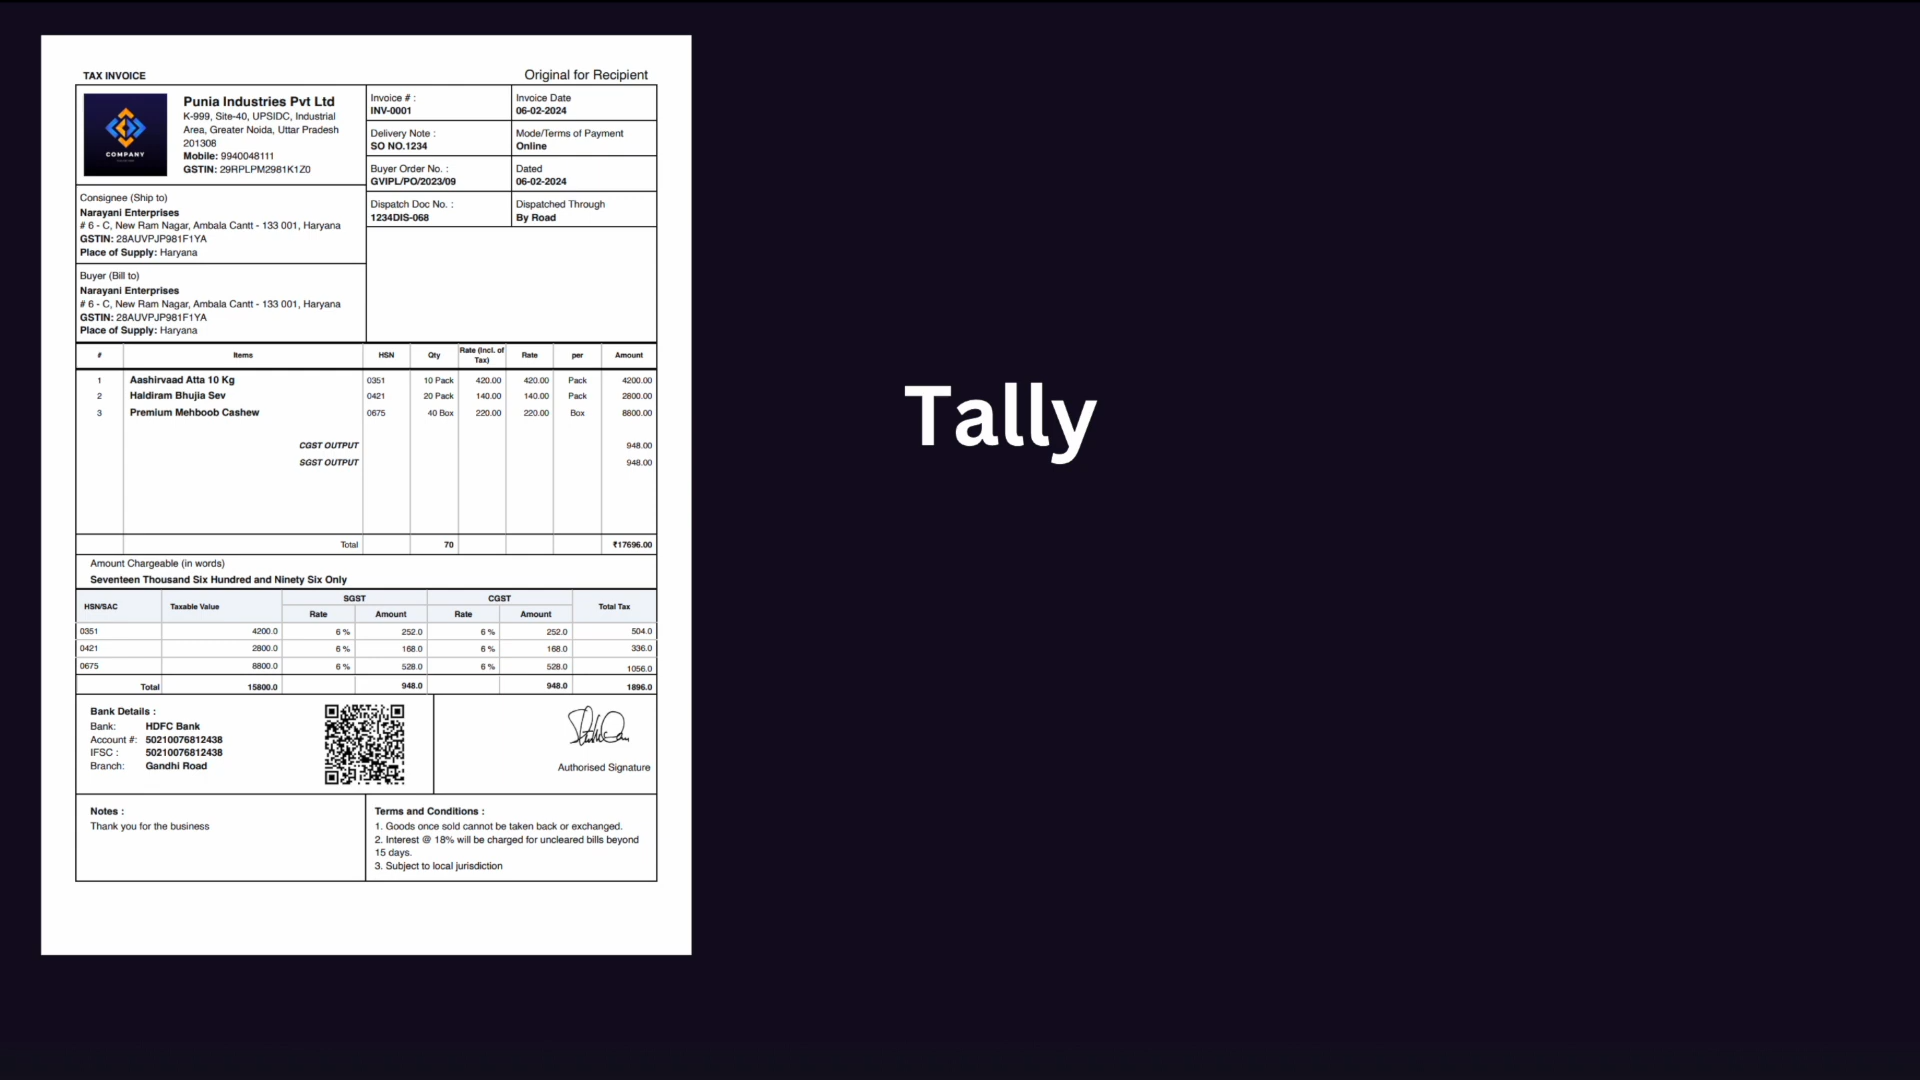 TAX INVOICE
Original for Recipient
COMPANY
Punia Industries Pvt Ltd
K-999, Site-40, UPSIDC, Industrial
Area, Greater Noida, Uttar Pradesh
201308
Mobile: 9940048111
GSTIN: 29RPLPM2981K1Z0
Invoice # :
INV-0001
Invoice Date
06-02-2024
Delivery Note :
SO NO.1234
Mode/Terms of Payment
Online
Buyer Order No. :
GVIPL/PO/2023/09
Dated
06-02-2024
Dispatch Doc No. :
1234DIS-068
Dispatched Through
By Road
Consignee (Ship to)
Narayani Enterprises
# 6 - C, New Ram Nagar, Ambala Cantt - 133 001, Haryana
GSTIN: 28AUVPJP981F1YA
Place of Supply: Haryana
Buyer (Bill to)
Narayani Enterprises
# 6 - C, New Ram Nagar, Ambala Cantt - 133 001, Haryana
GSTIN: 28AUVPJP981F1YA
Place of Supply: Haryana
# Items HSN Qty Rate (Incl. of Tax) Rate per Amount
1 Aashirvaad Atta 10 Kg 0351 10 Pack 420.00 420.00 Pack 4200.00
2 Haldiram Bhujia Sev 0421 20 Pack 140.00 140.00 Pack 2800.00
3 Premium Mehboob Cashew 0675 40 Box 220.00 220.00 Box 8800.00
CGST OUTPUT 948.00
SGST OUTPUT 948.00
Total 70 ₹17696.00
Amount Chargeable (in words)
Seventeen Thousand Six Hundred and Ninety Six Only
HSN/SAC Taxable Value SGST CGST Total Tax
Rate Amount Rate Amount
0351 4200.0 6 % 252.0 6 % 252.0 504.0
0421 2800.0 6 % 168.0 6 % 168.0 336.0
0675 8800.0 6 % 528.0 6 % 528.0 1056.0
Total 15800.0 948.0 948.0 1896.0
Bank Details :
Bank: HDFC Bank
Account #: 50210076812438
IFSC : 50210076812438
Branch: Gandhi Road
Authorised Signature
Notes :
Thank you for the business
Terms and Conditions :
1. Goods once sold cannot be taken back or exchanged.
2. Interest @ 18% will be charged for uncleared bills beyond
15 days.
3. Subject to local jurisdiction
Tally